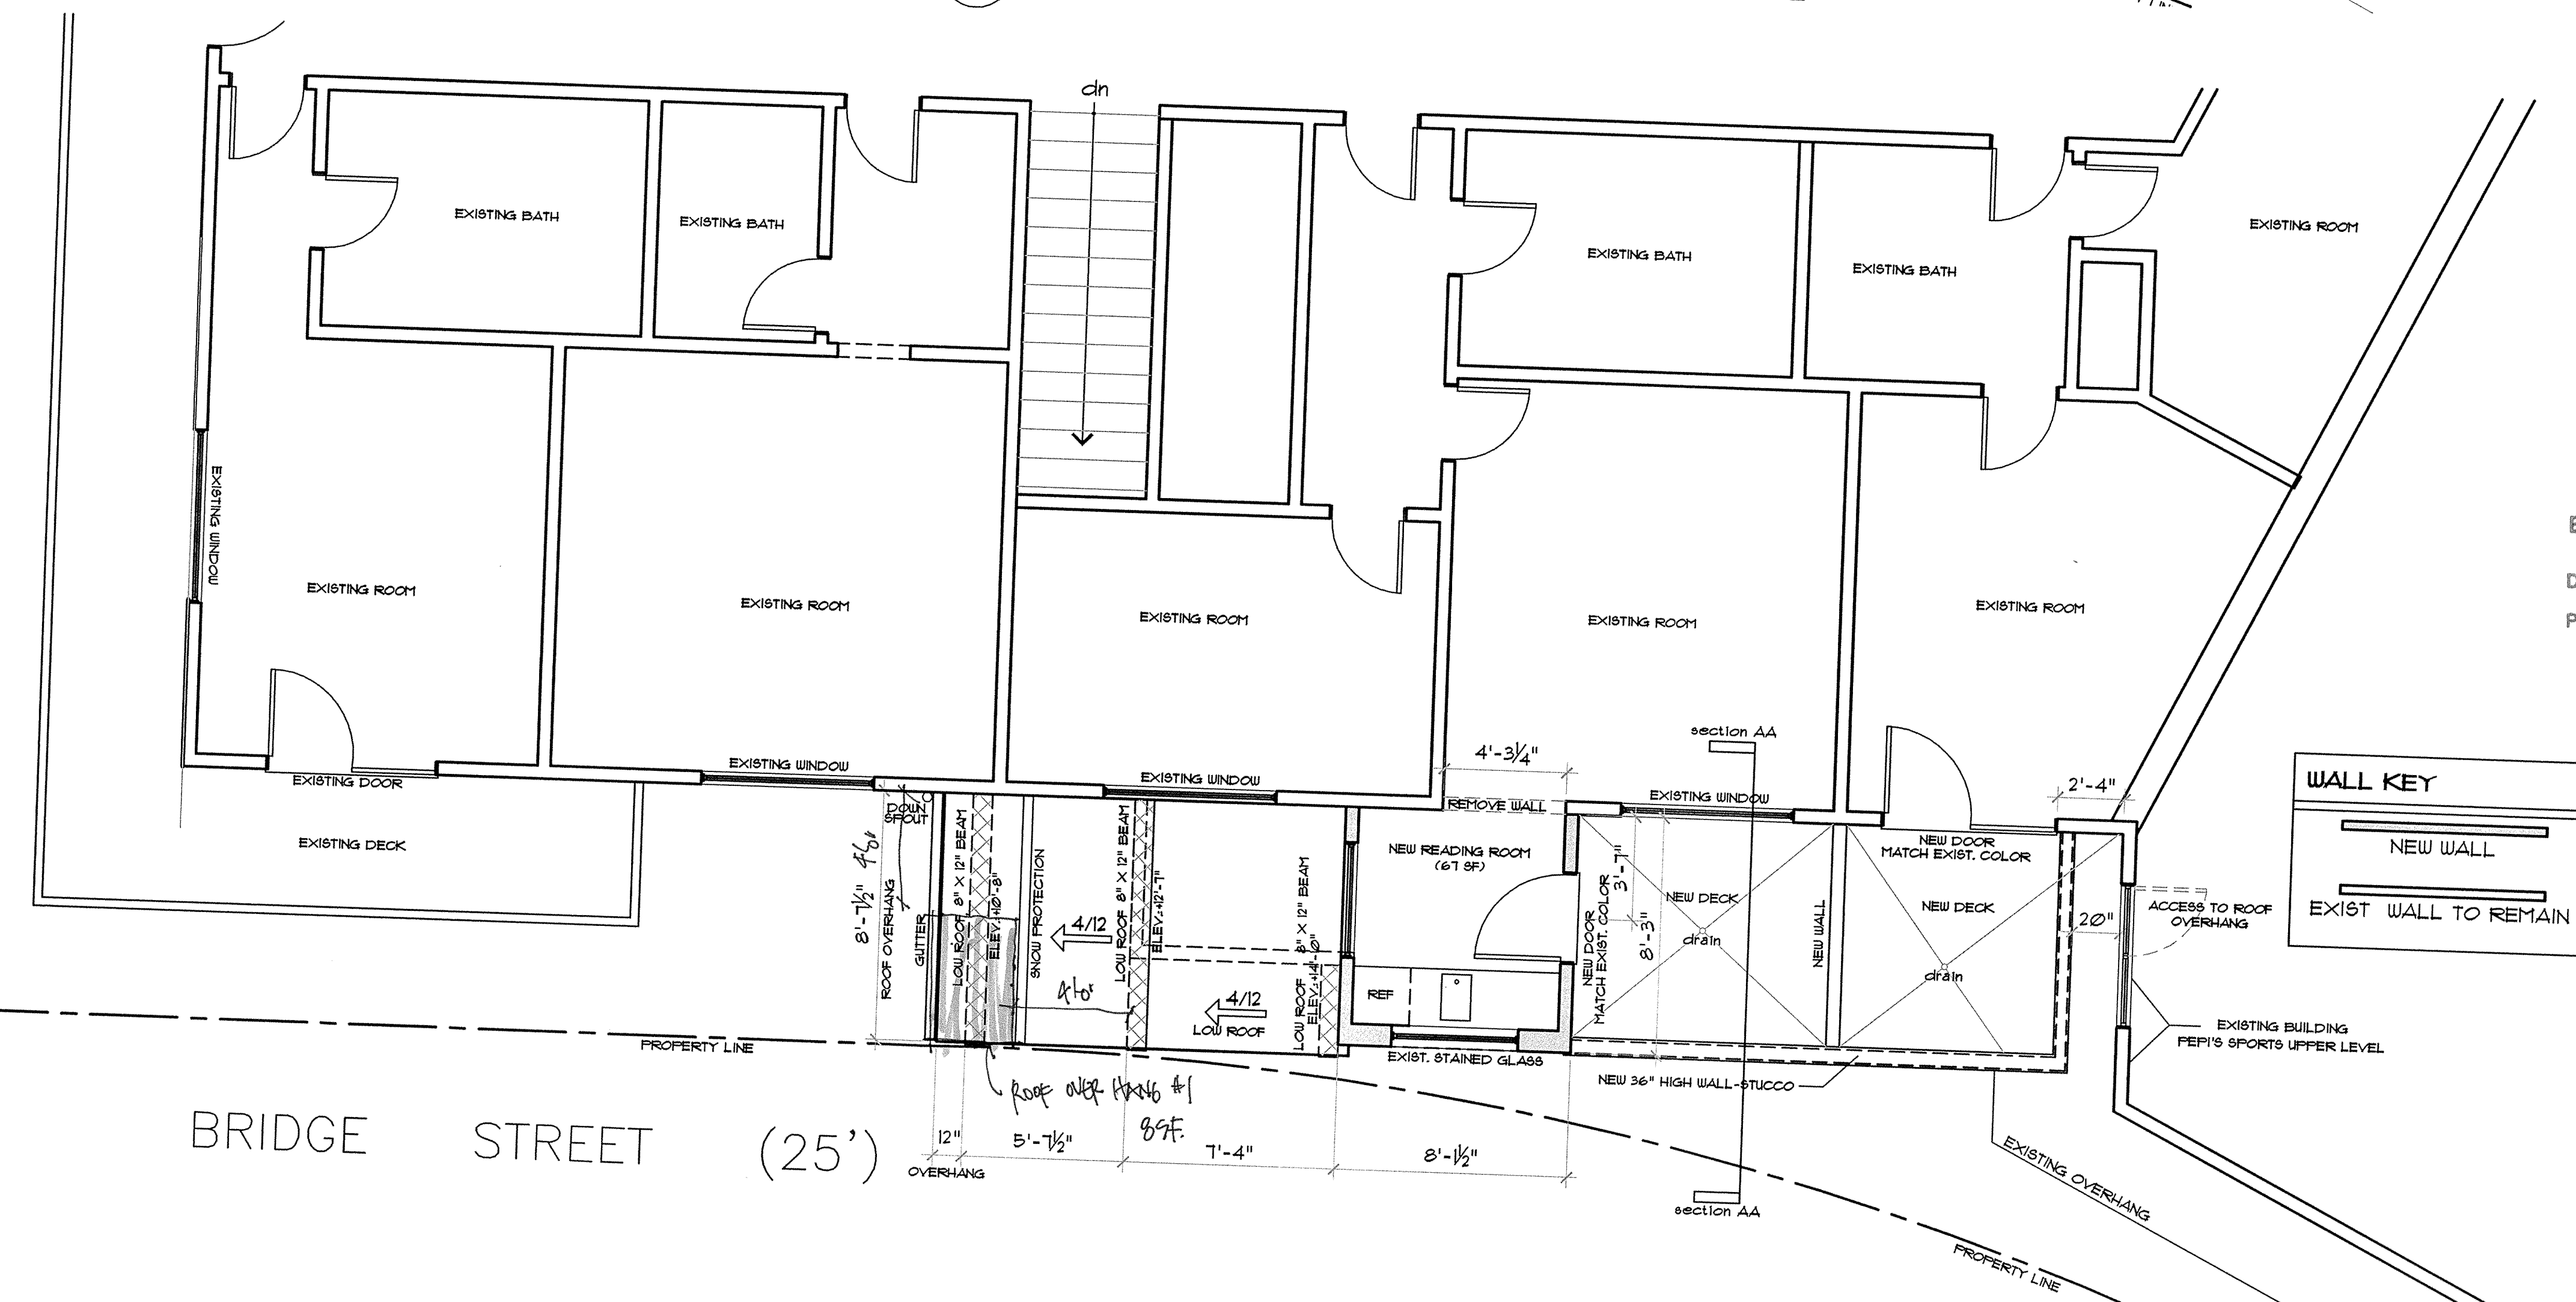 dn
EXISTING BATH
EXISTING BATH
EXISTING BATH
EXISTING BATH
EXISTING ROOM
EXISTING WINDOW
EXISTING ROOM
EXISTING ROOM
EXISTING ROOM
EXISTING ROOM
EXISTING ROOM
section AA
4'-3¼"
EXISTING WINDOW
EXISTING WINDOW
EXISTING WINDOW
EXISTING DOOR
REMOVE WALL
2'-4"
WALL KEY
NEW WALL
EXIST WALL TO REMAIN
EXISTING DECK
DOWN
SPOUT
8'-7½"
ROOF OVERHANG
GUTTER
LOW ROOF 8" X 12" BEAM
ELEV.:+10'-8"
SNOW PROTECTION
4/12
LOW ROOF 8" X 12" BEAM
ELEV.:+12'-7"
4/12
LOW ROOF
LOW ROOF 8" X 12" BEAM
ELEV.:+14'-0"
NEW READING ROOM
(67 SF)
REF
EXIST. STAINED GLASS
NEW DOOR
MATCH EXIST. COLOR
3'-7"
8'-3"
NEW DECK
drain
NEW WALL
NEW DOOR
MATCH EXIST. COLOR
NEW DECK
drain
20"
ACCESS TO ROOF
OVERHANG
EXISTING BUILDING
PEPI'S SPORTS UPPER LEVEL
NEW 36" HIGH WALL-STUCCO
PROPERTY LINE
ROOF OVER HANG #1
8SF.
BRIDGE STREET (25')
12"
OVERHANG
5'-7½"
7'-4"
8'-1½"
section AA
EXISTING OVERHANG
PROPERTY LINE